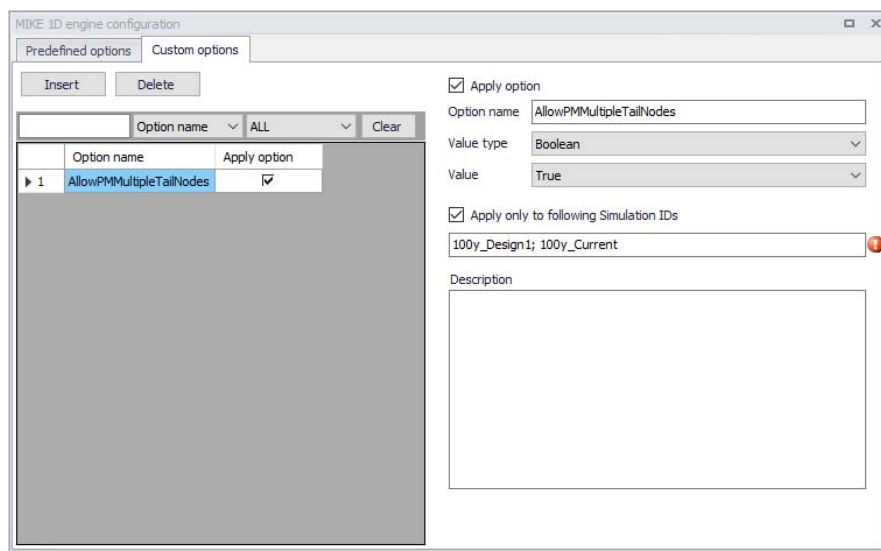 MIKE 1D engine configuration
Predefined options Custom options
Insert Delete
Option name ALL Clear
Option name Apply option
1 AllowPMMultipleTailNodes
Apply option
Option name AllowPMMultipleTailNodes
Value type Boolean
Value True
Apply only to following Simulation IDs
100y_Design1; 100y_Current
Description